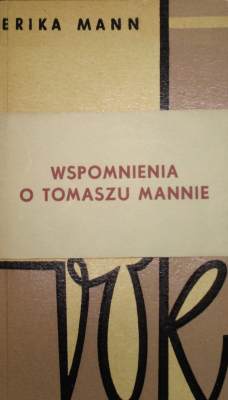 ERIKA MANN
WSPOMNIENIA
O TOMASZU MANNIE